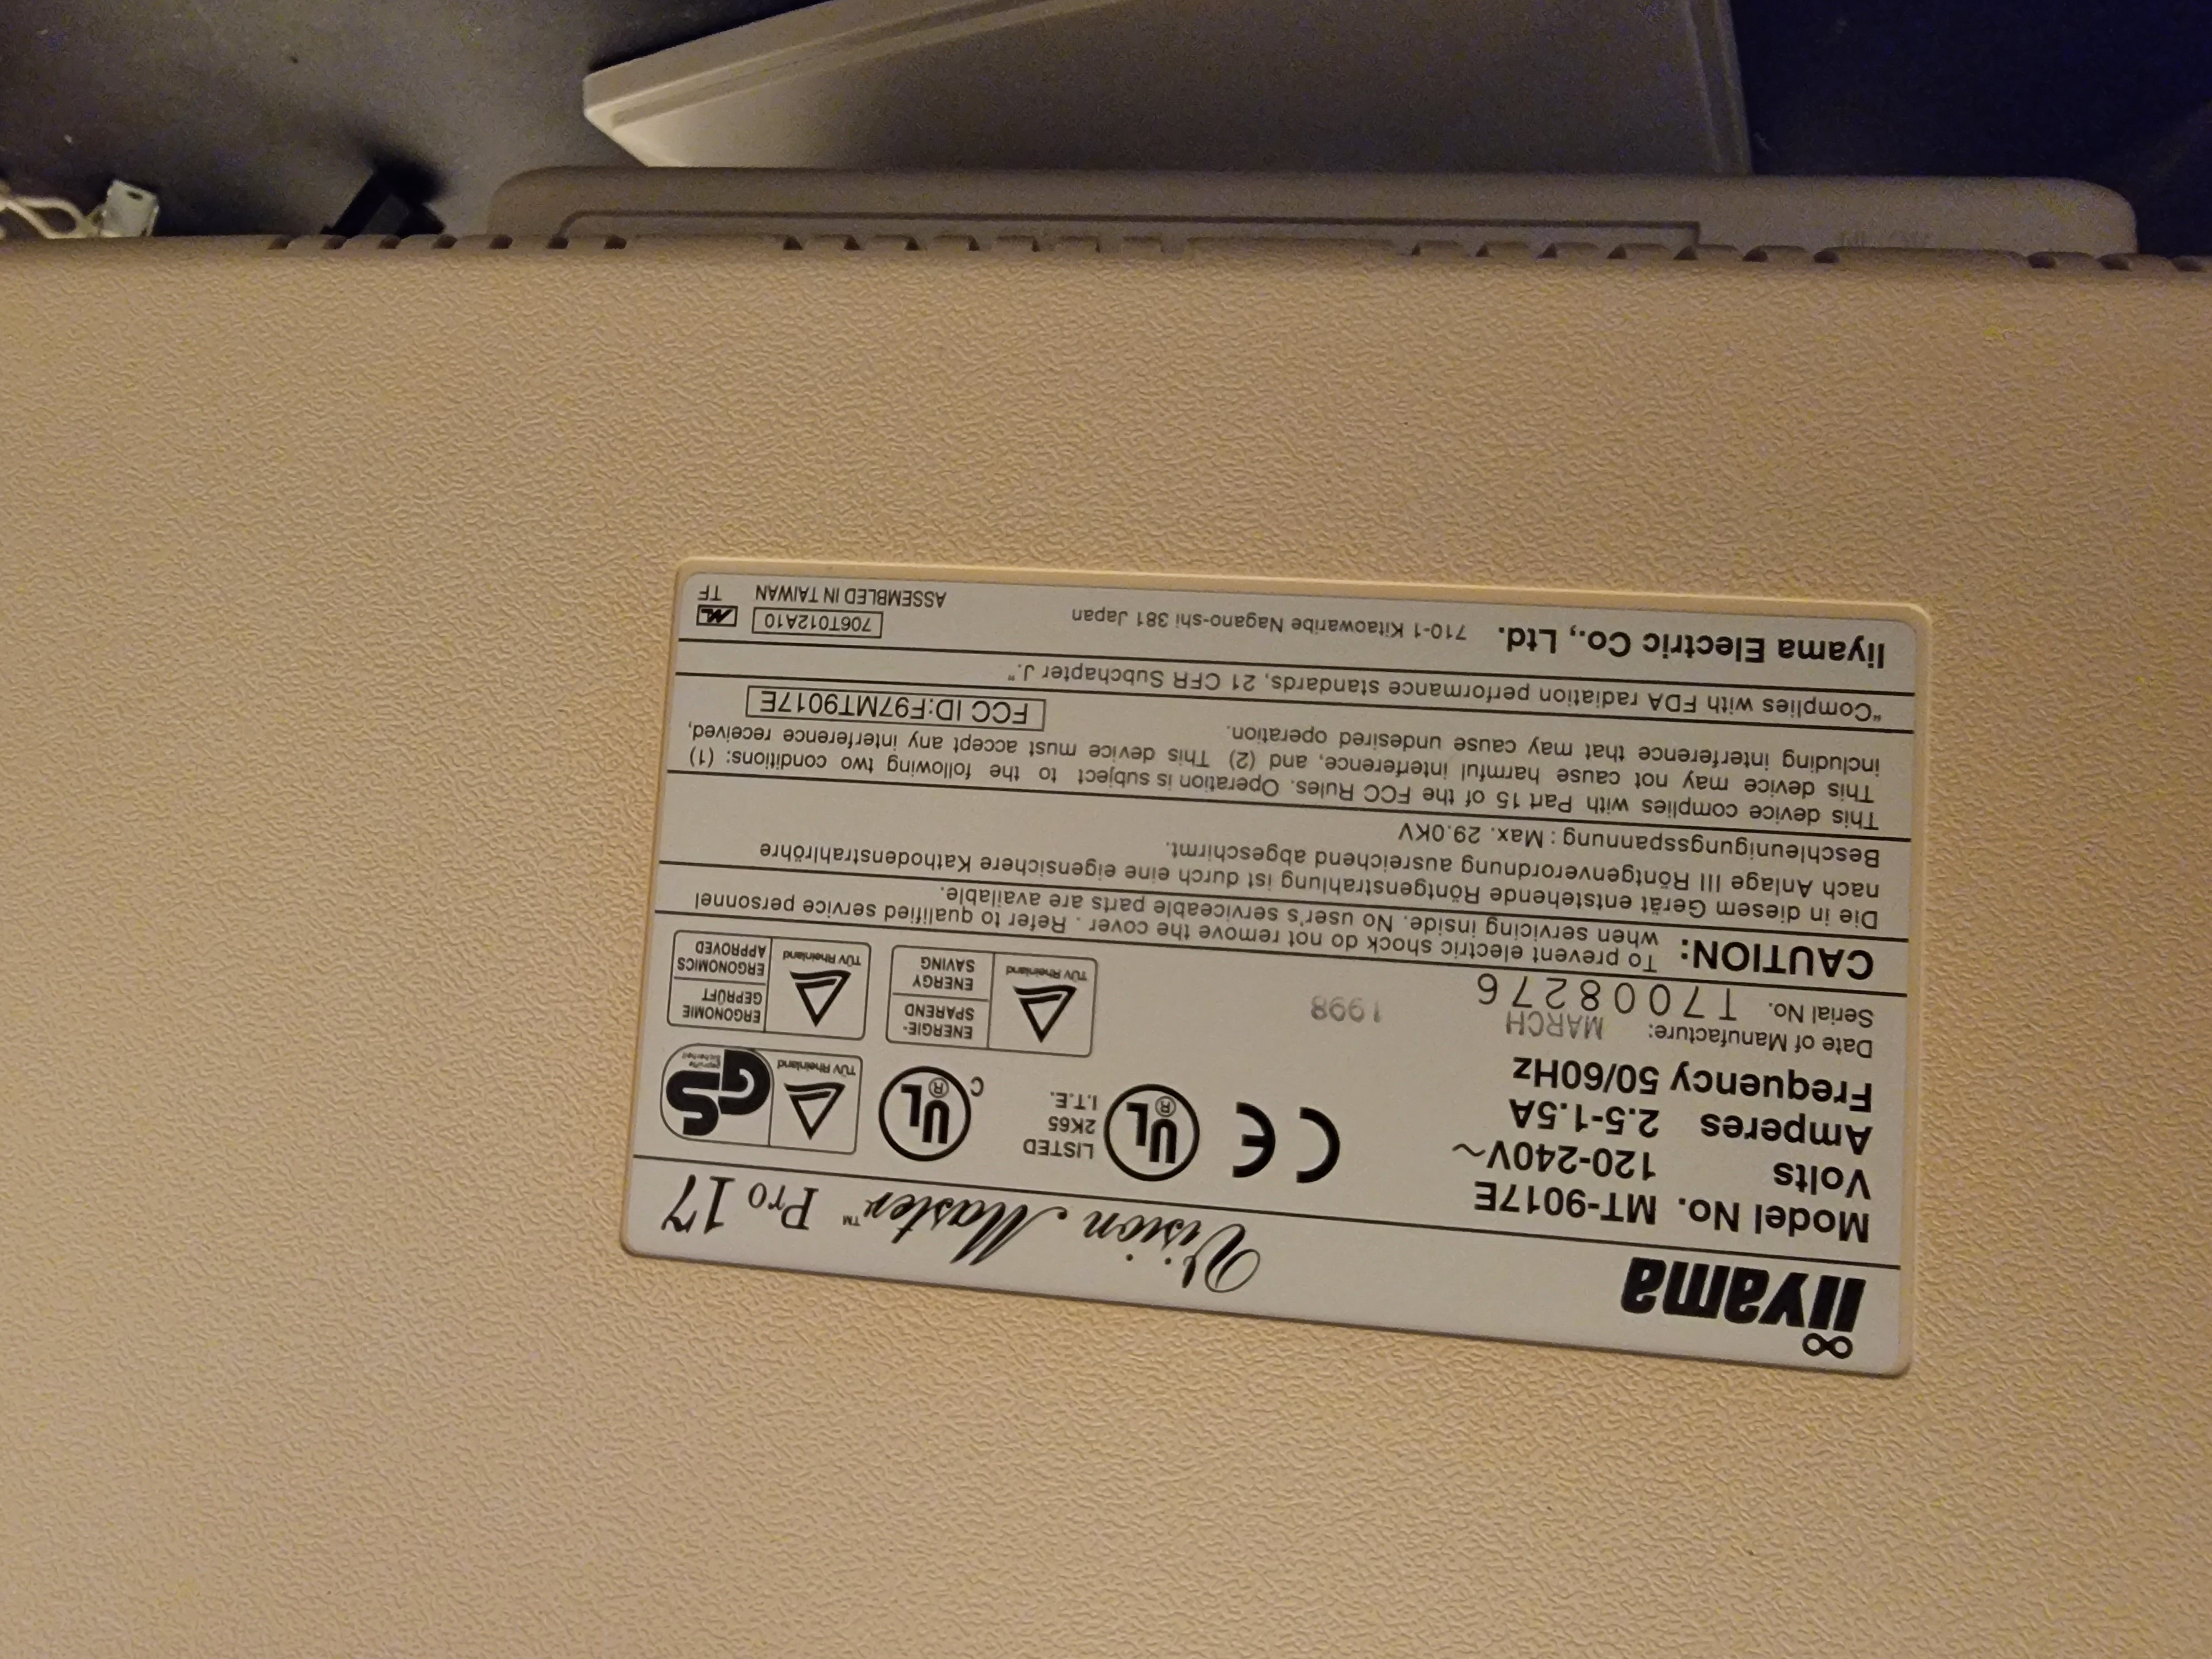 iiyama
Vision Master™ Pro 17
Model No. MT-9017E
Volts 120-240V~
Amperes 2.5-1.5A
Frequency 50/60Hz
Date of Manufacture: MARCH 1998
Serial No. T7008276
CE
UL®
LISTED
2K65
I.T.E.
C UL®
TÜV Rheinland
GS
geprüfte
Sicherheit
TÜV Rheinland
ENERGIE-
SPAREND
ENERGY
SAVING
TÜV Rheinland
ERGONOMIE
GEPRÜFT
ERGONOMICS
APPROVED
CAUTION: To prevent electric shock do not remove the cover . Refer to qualified service personnel
when servicing inside. No user's serviceable parts are available.
Die in diesem Gerät entstehende Röntgenstrahlung ist durch eine eigensichere Kathodenstrahlröhre
nach Anlage III Röntgenverordnung ausreichend abgeschirmt.
Beschleunigungsspannung : Max. 29.0KV
This device complies with Part 15 of the FCC Rules. Operation is subject to the following two conditions: (1)
This device may not cause harmful interference, and (2) This device must accept any interference received,
including interference that may cause undesired operation.
FCC ID:F97MT9017E
"Complies with FDA radiation performance standards, 21 CFR Subchapter J."
Iiyama Electric Co., Ltd. 710-1 Kitaowaribe Nagano-shi 381 Japan
706T012A10
ASSEMBLED IN TAIWAN
TF